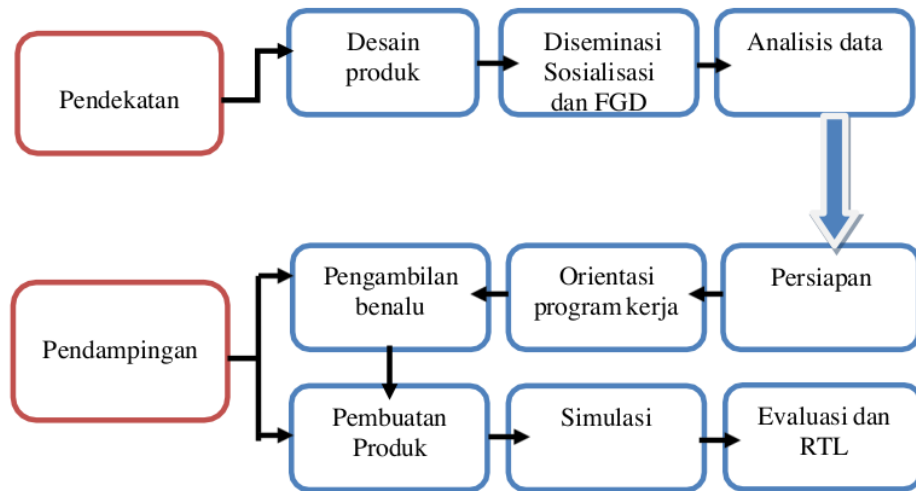 Pendekatan
Desain
produk
Diseminasi
Sosialisasi
dan FGD
Analisis data
Persiapan
Orientasi
program kerja
Pengambilan
benalu
Pendampingan
Pembuatan
Produk
Simulasi
Evaluasi dan
RTL